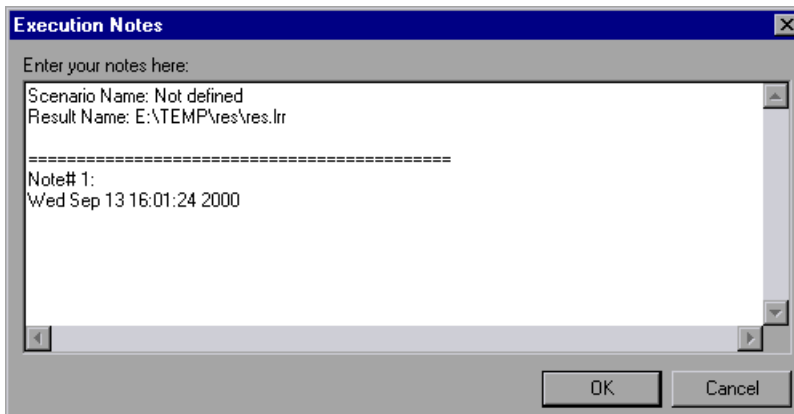 Execution Notes
Enter your notes here:
Scenario Name: Not defined
Result Name: E:\TEMP\res\res.lrr
============================================
Note# 1:
Wed Sep 13 16:01:24 2000
OK
Cancel